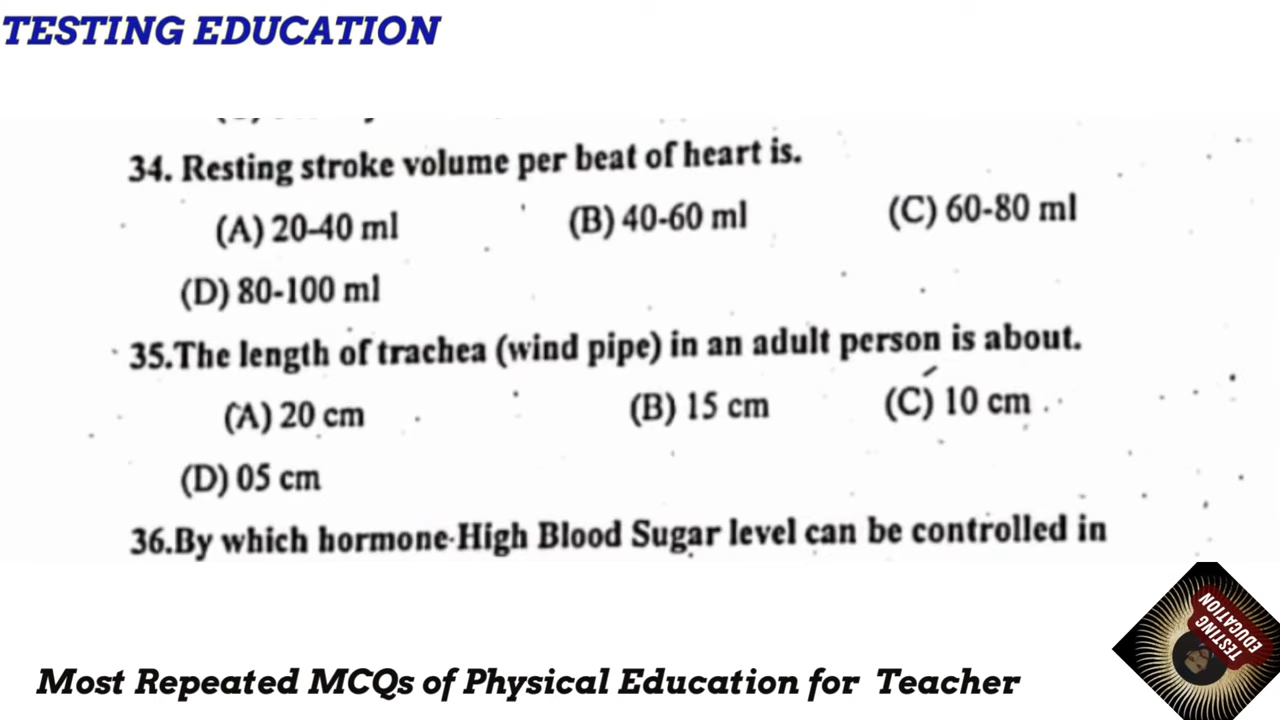 TESTING EDUCATION
34. Resting stroke volume per beat of heart is.
(A) 20-40 ml (B) 40-60 ml (C) 60-80 ml
(D) 80-100 ml
35.The length of trachea (wind pipe) in an adult person is about.
(A) 20 cm (B) 15 cm (C) 10 cm
(D) 05 cm
36.By which hormone High Blood Sugar level can be controlled in
TESTING
EDUCATION
Most Repeated MCQs of Physical Education for Teacher